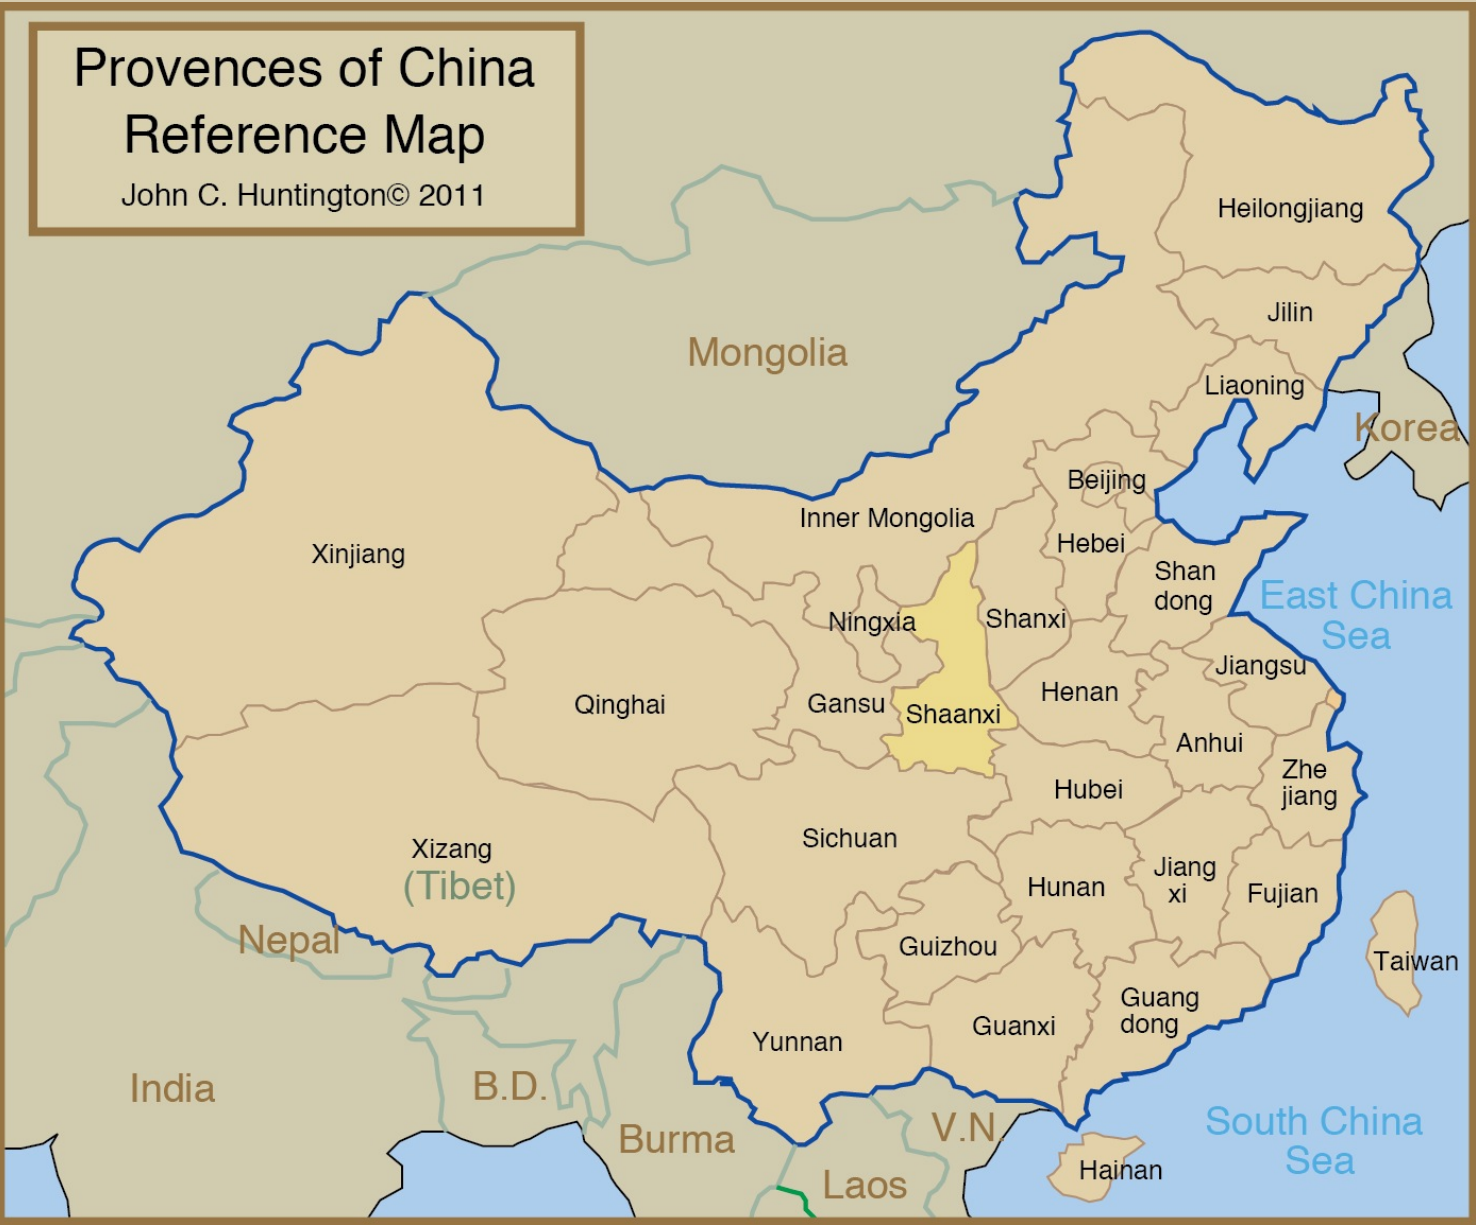 Provences of China
Reference Map
John C. Huntington© 2011
Heilongjiang
Jilin
Mongolia
Liaoning
Korea
Beijing
Inner Mongolia
Hebei
Xinjiang
Shan
dong
East China
Sea
Ningxia
Shanxi
Jiangsu
Qinghai
Gansu
Shaanxi
Henan
Anhui
Zhe
jiang
Hubei
Sichuan
Xizang
(Tibet)
Jiang
xi
Hunan
Fujian
Nepal
Guizhou
Taiwan
Guang
dong
Guanxi
Yunnan
India
B.D.
Burma
V.N.
South China
Sea
Laos
Hainan